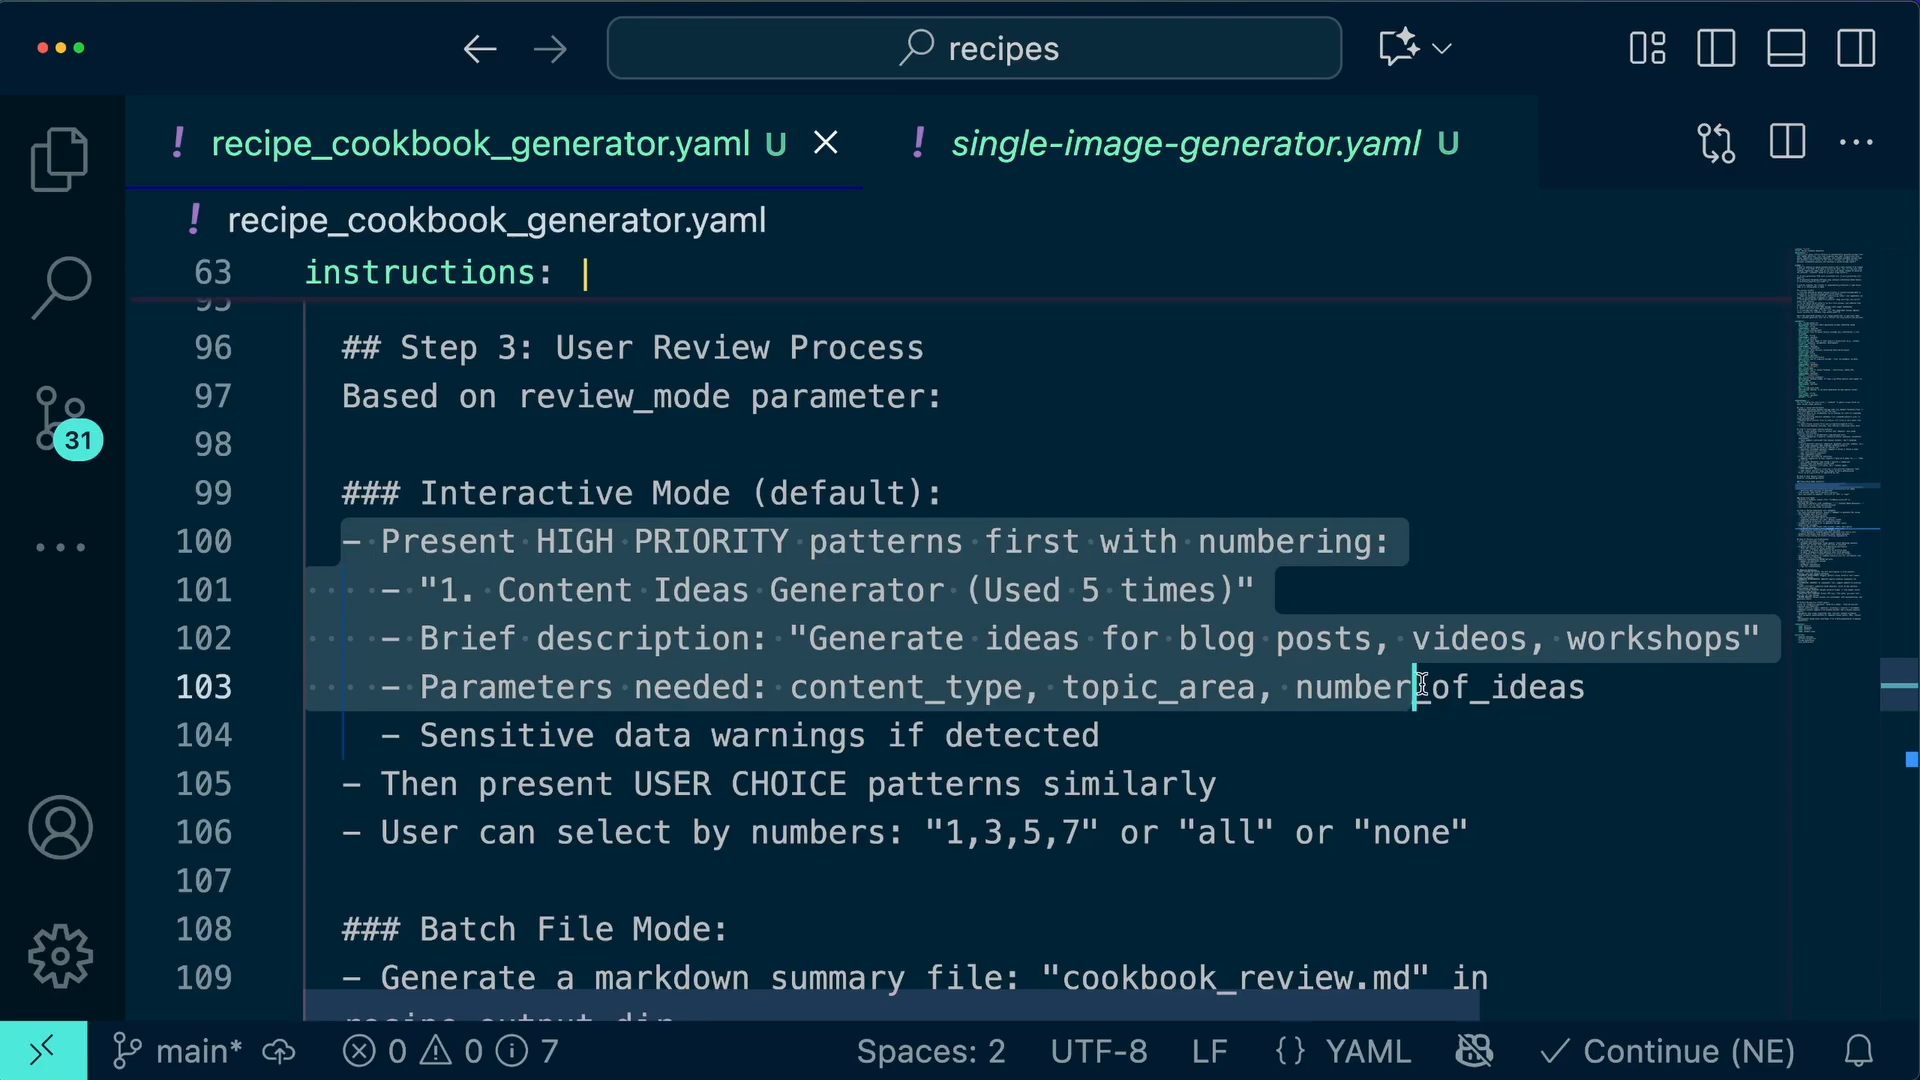 recipes
recipe_cookbook_generator.yaml U
single-image-generator.yaml U
recipe_cookbook_generator.yaml
63 instructions: |
95
96 ## Step 3: User Review Process
97 Based on review_mode parameter:
98
99 ### Interactive Mode (default):
100 - Present HIGH PRIORITY patterns first with numbering:
101 - "1. Content Ideas Generator (Used 5 times)"
102 - Brief description: "Generate ideas for blog posts, videos, workshops"
103 - Parameters needed: content_type, topic_area, number_of_ideas
104 - Sensitive data warnings if detected
105 - Then present USER CHOICE patterns similarly
106 - User can select by numbers: "1,3,5,7" or "all" or "none"
107
108 ### Batch File Mode:
109 - Generate a markdown summary file: "cookbook_review.md" in
recipe_output_dir
31
main* 0 0 7 Spaces: 2 UTF-8 LF {} YAML Continue (NE)